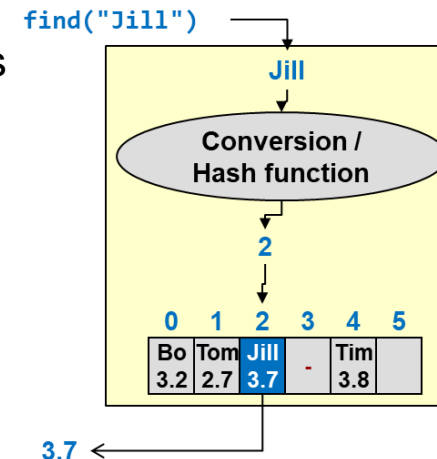 find("Jill")
s
Jill
Conversion /
Hash function
2
0 1 2 3 4 5
Bo Tom Jill - Tim
3.2 2.7 3.7 3.8
3.7